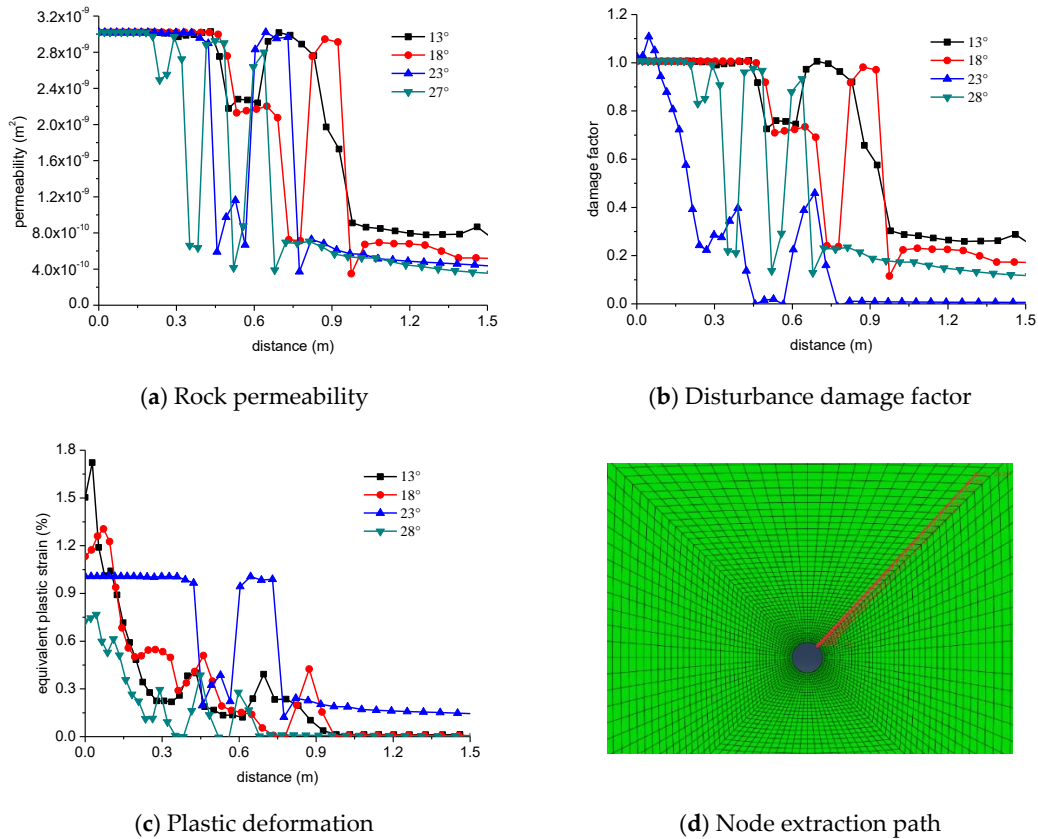 3.2x10⁻⁹
2.8x10⁻⁹
2.4x10⁻⁹
2.0x10⁻⁹
1.6x10⁻⁹
1.2x10⁻⁹
8.0x10⁻¹⁰
4.0x10⁻¹⁰
0.0
permeability (m²)
13°
18°
23°
27°
0.0 0.3 0.6 0.9 1.2 1.5
distance (m)
(a) Rock permeability
1.2
1.0
0.8
0.6
0.4
0.2
0.0
damage factor
13°
18°
23°
28°
0.0 0.3 0.6 0.9 1.2 1.5
distance (m)
(b) Disturbance damage factor
1.8
1.5
1.2
0.9
0.6
0.3
0.0
equivalent plastic strain (%)
13°
18°
23°
28°
0.0 0.3 0.6 0.9 1.2 1.5
distance (m)
(c) Plastic deformation
(d) Node extraction path